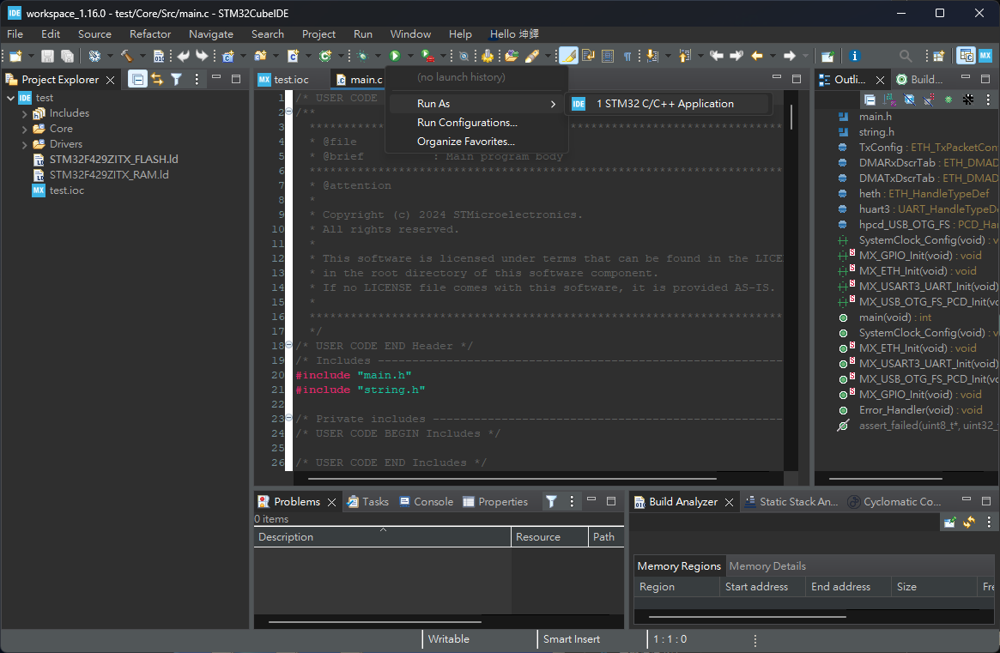 IDE workspace_1.16.0 - test/Core/Src/main.c - STM32CubeIDE
File Edit Source Refactor Navigate Search Project Run Window Help Hello 坤鐸
Project Explorer
IDE test
Includes
Core
Drivers
STM32F429ZITX_FLASH.ld
STM32F429ZITX_RAM.ld
MX test.ioc
MX test.ioc
main.c
(no launch history)
Run As
Run Configurations...
Organize Favorites...
IDE 1 STM32 C/C++ Application
1 /* USER CODE
2 /**
3 ******************************************************************************
4 * @file
5 * @brief : Main program body
6 ******************************************************************************
7 * @attention
8 *
9 * Copyright (c) 2024 STMicroelectronics.
10 * All rights reserved.
11 *
12 * This software is licensed under terms that can be found in the LICE
13 * in the root directory of this software component.
14 * If no LICENSE file comes with this software, it is provided AS-IS.
15 *
16 ******************************************************************************
17 */
18 /* USER CODE END Header */
19 /* Includes ------------------------------------------------------------------
20 #include "main.h"
21 #include "string.h"
22
23 /* Private includes ----------------------------------------------------------
24 /* USER CODE BEGIN Includes */
25
26 /* USER CODE END Includes */
Outli...
Build...
main.h
string.h
TxConfig : ETH_TxPacketCon
DMARxDscrTab : ETH_DMAD
DMATxDscrTab : ETH_DMAD
heth : ETH_HandleTypeDef
huart3 : UART_HandleTypeDe
hpcd_USB_OTG_FS : PCD_Han
SystemClock_Config(void) : v
MX_GPIO_Init(void) : void
MX_ETH_Init(void) : void
MX_USART3_UART_Init(void)
MX_USB_OTG_FS_PCD_Init(vo
main(void) : int
SystemClock_Config(void) : v
MX_ETH_Init(void) : void
MX_USART3_UART_Init(void)
MX_USB_OTG_FS_PCD_Init(vo
MX_GPIO_Init(void) : void
Error_Handler(void) : void
assert_failed(uint8_t*, uint32_
Problems Tasks Console Properties
0 items
Description Resource Path
Build Analyzer Static Stack An... Cyclomatic Co...
Memory Regions Memory Details
Region Start address End address Size Fre
Writable Smart Insert 1 : 1 : 0